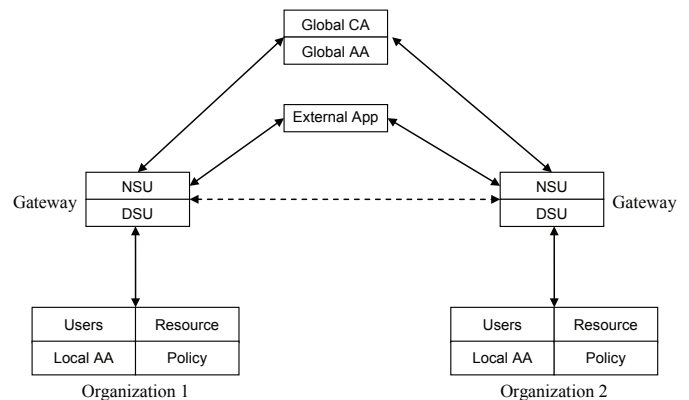 Global CA
Global AA
External App
Gateway
NSU
DSU
NSU
DSU
Gateway
Users
Resource
Local AA
Policy
Organization 1
Users
Resource
Local AA
Policy
Organization 2